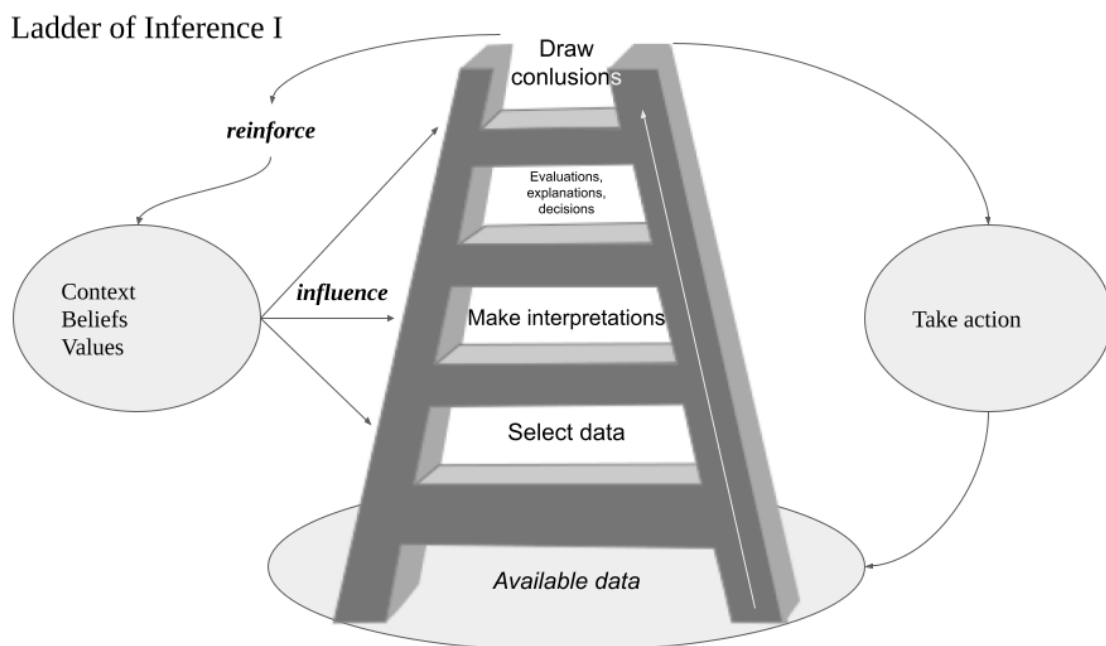 Ladder of Inference I
Draw
conlusions
reinforce
Evaluations,
explanations,
decisions
Context
Beliefs
Values
influence
Make interpretations
Take action
Select data
Available data